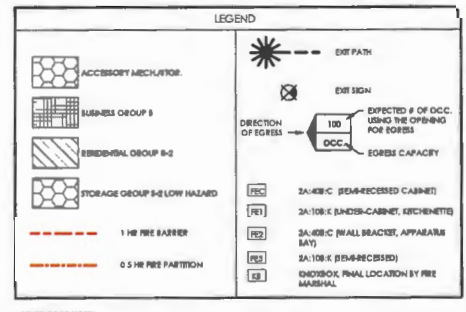 LEGEND
ACCESSORY MECH./STOR.
BUSINESS GROUP B
RESIDENTIAL GROUP R-2
STORAGE GROUP S-2 LOW HAZARD
1 HR FIRE BARRIER
0.5 HR FIRE PARTITION
EXIT PATH
EXIT SIGN
DIRECTION
OF EGRESS
100
OCC.
EXPECTED # OF OCC.
USING THE OPENING
FOR EGRESS
EGRESS CAPACITY
FEC 2A:40B:C (SEMI-RECESSED CABINET)
FE1 2A:10B:K (UNDER-CABINET, KITCHENETTE)
FE2 2A:40B:C (WALL BRACKET, APPARATUS
BAY)
FE3 2A:10B:K (SEMI-RECESSED)
KB KNOXBOX, FINAL LOCATION BY FIRE
MARSHAL